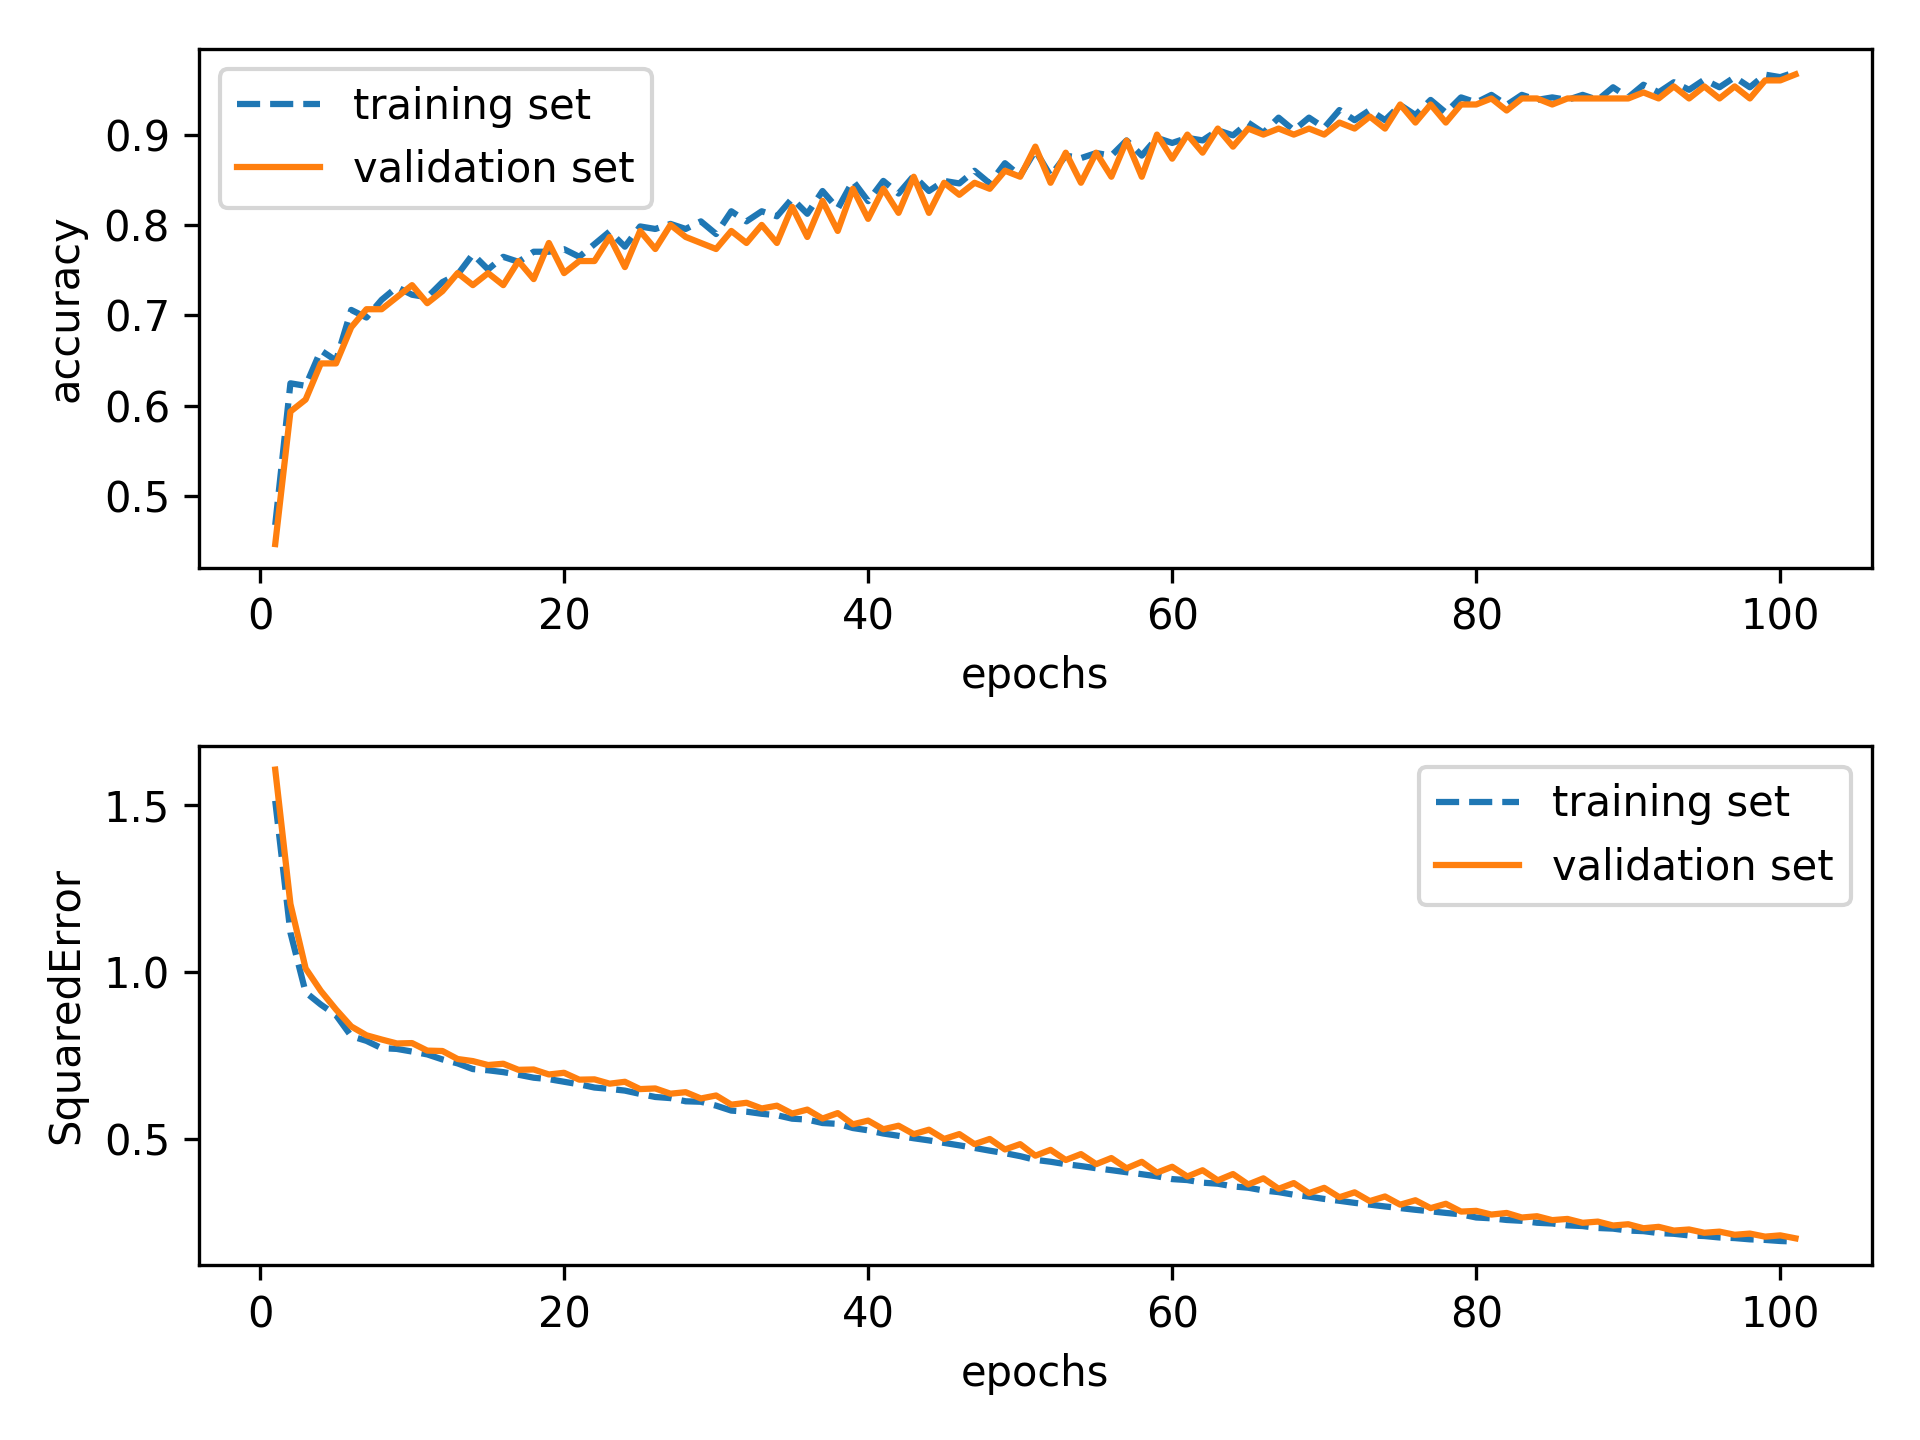 training set
validation set
accuracy
0.9
0.8
0.7
0.6
0.5
0 20 40 60 80 100
epochs
training set
validation set
SquaredError
1.5
1.0
0.5
0 20 40 60 80 100
epochs